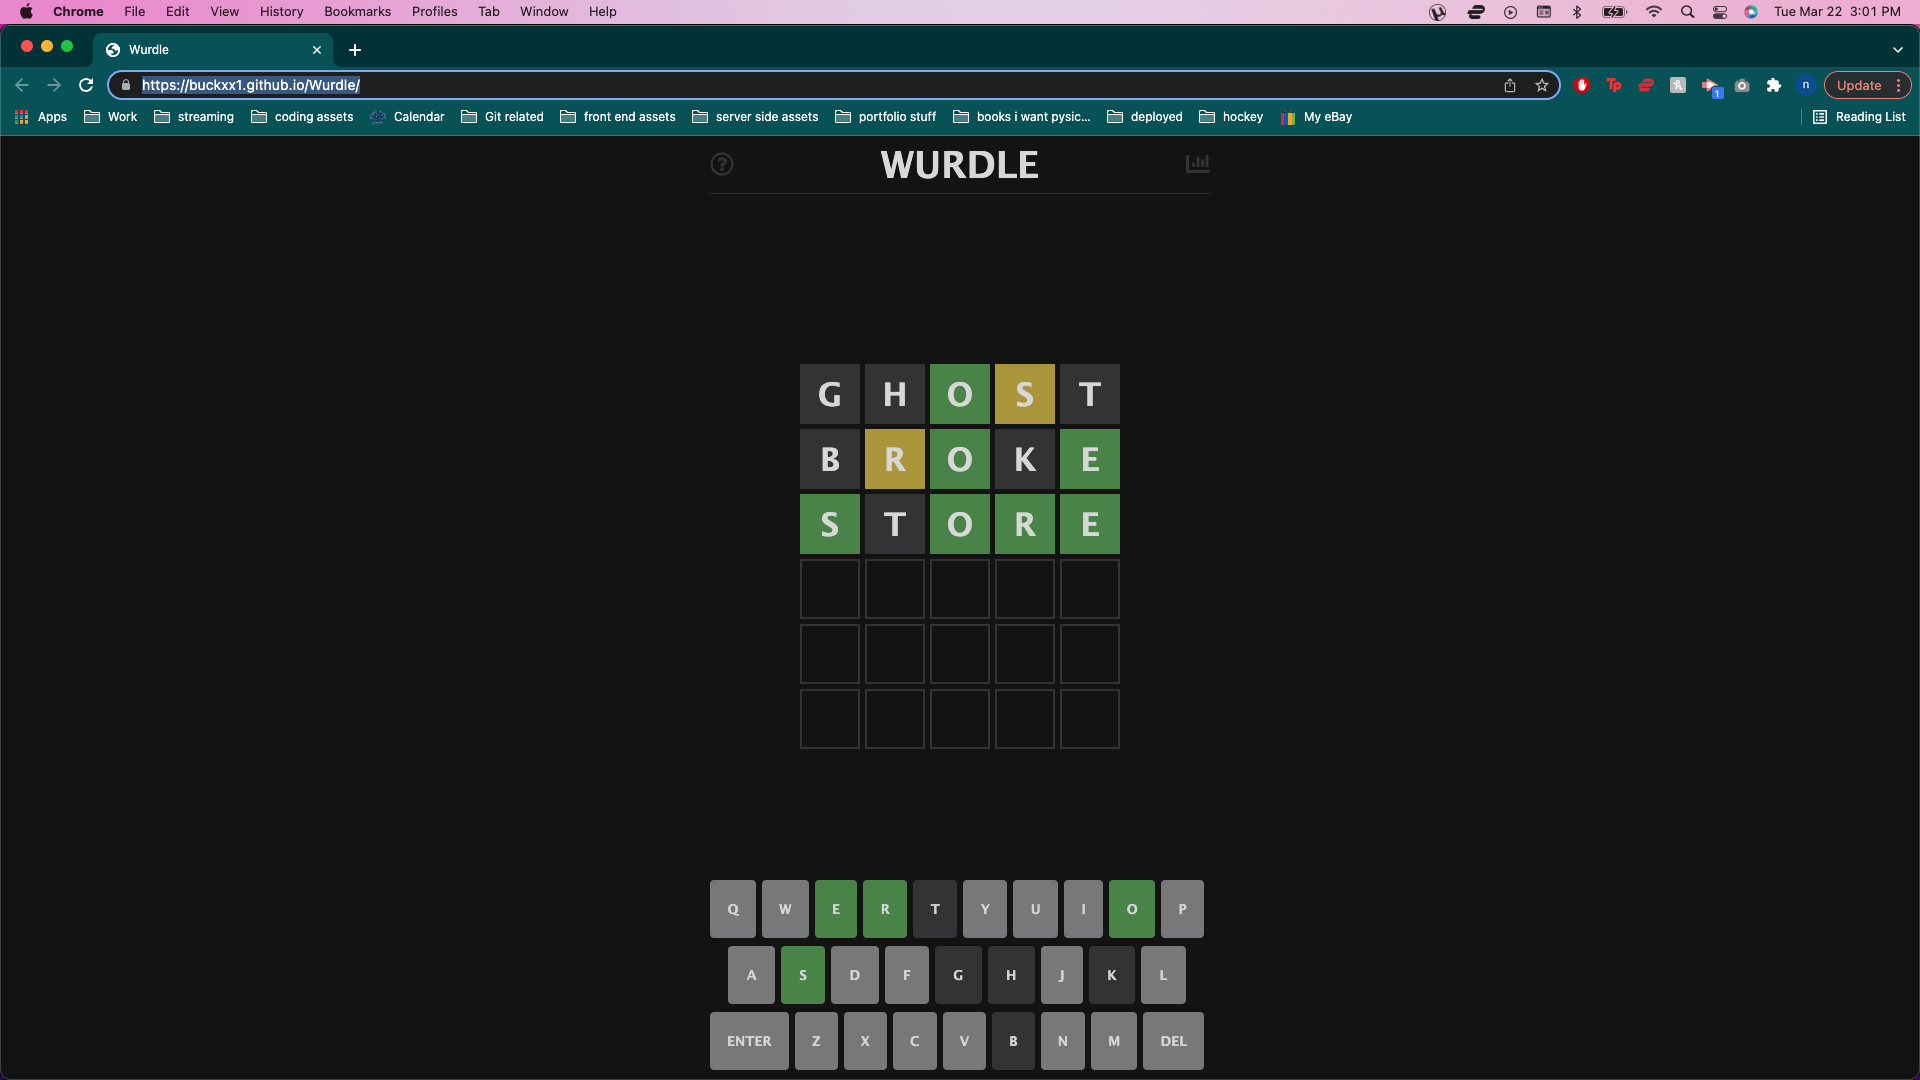 Chrome File Edit View History Bookmarks Profiles Tab Window Help Tue Mar 22 3:01 PM
Wurdle
https://buckxx1.github.io/Wurdle/ Tp 1 n Update
Apps Work streaming coding assets Calendar Git related front end assets server side assets portfolio stuff books i want pysic... deployed hockey My eBay Reading List
? WURDLE
G H O S T
B R O K E
S T O R E
Q W E R T Y U I O P
A S D F G H J K L
ENTER Z X C V B N M DEL